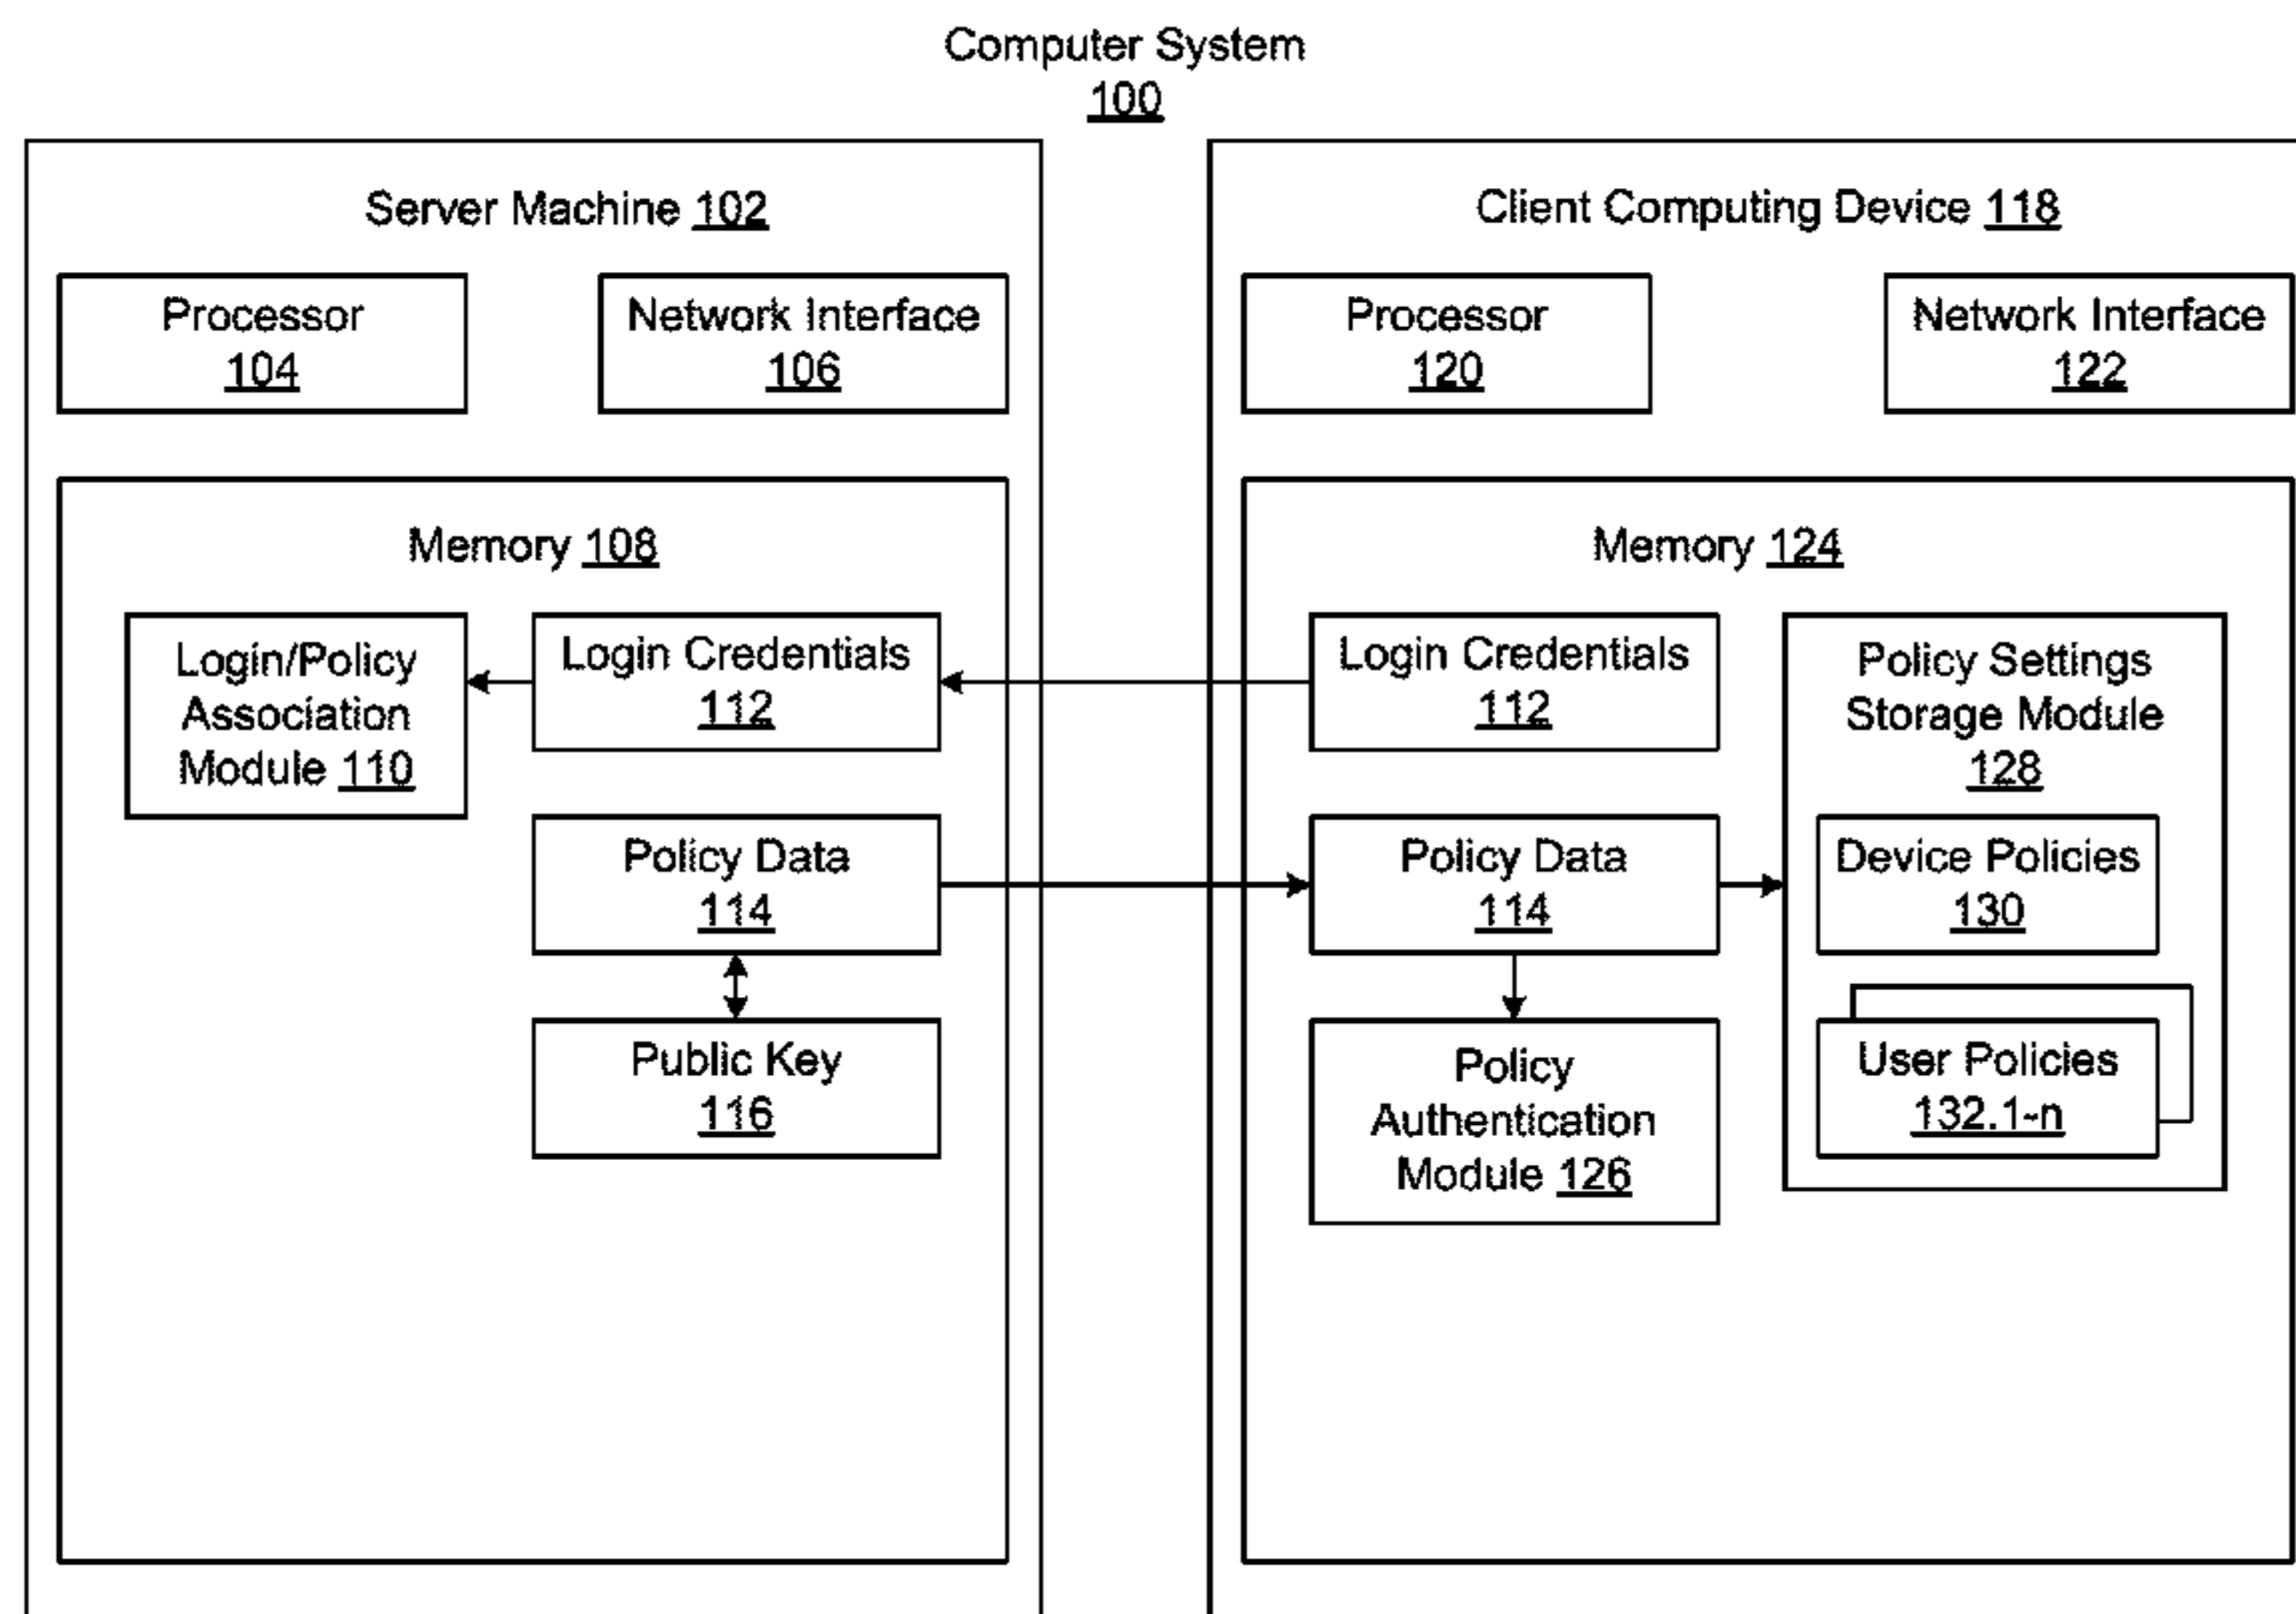 Computer System
100
Server Machine 102
Processor
104
Network Interface
106
Memory 108
Login/Policy
Association
Module 110
Login Credentials
112
Policy Data
114
Public Key
116
Client Computing Device 118
Processor
120
Network Interface
122
Memory 124
Login Credentials
112
Policy Data
114
Policy
Authentication
Module 126
Policy Settings
Storage Module
128
Device Policies
130
User Policies
132.1-n